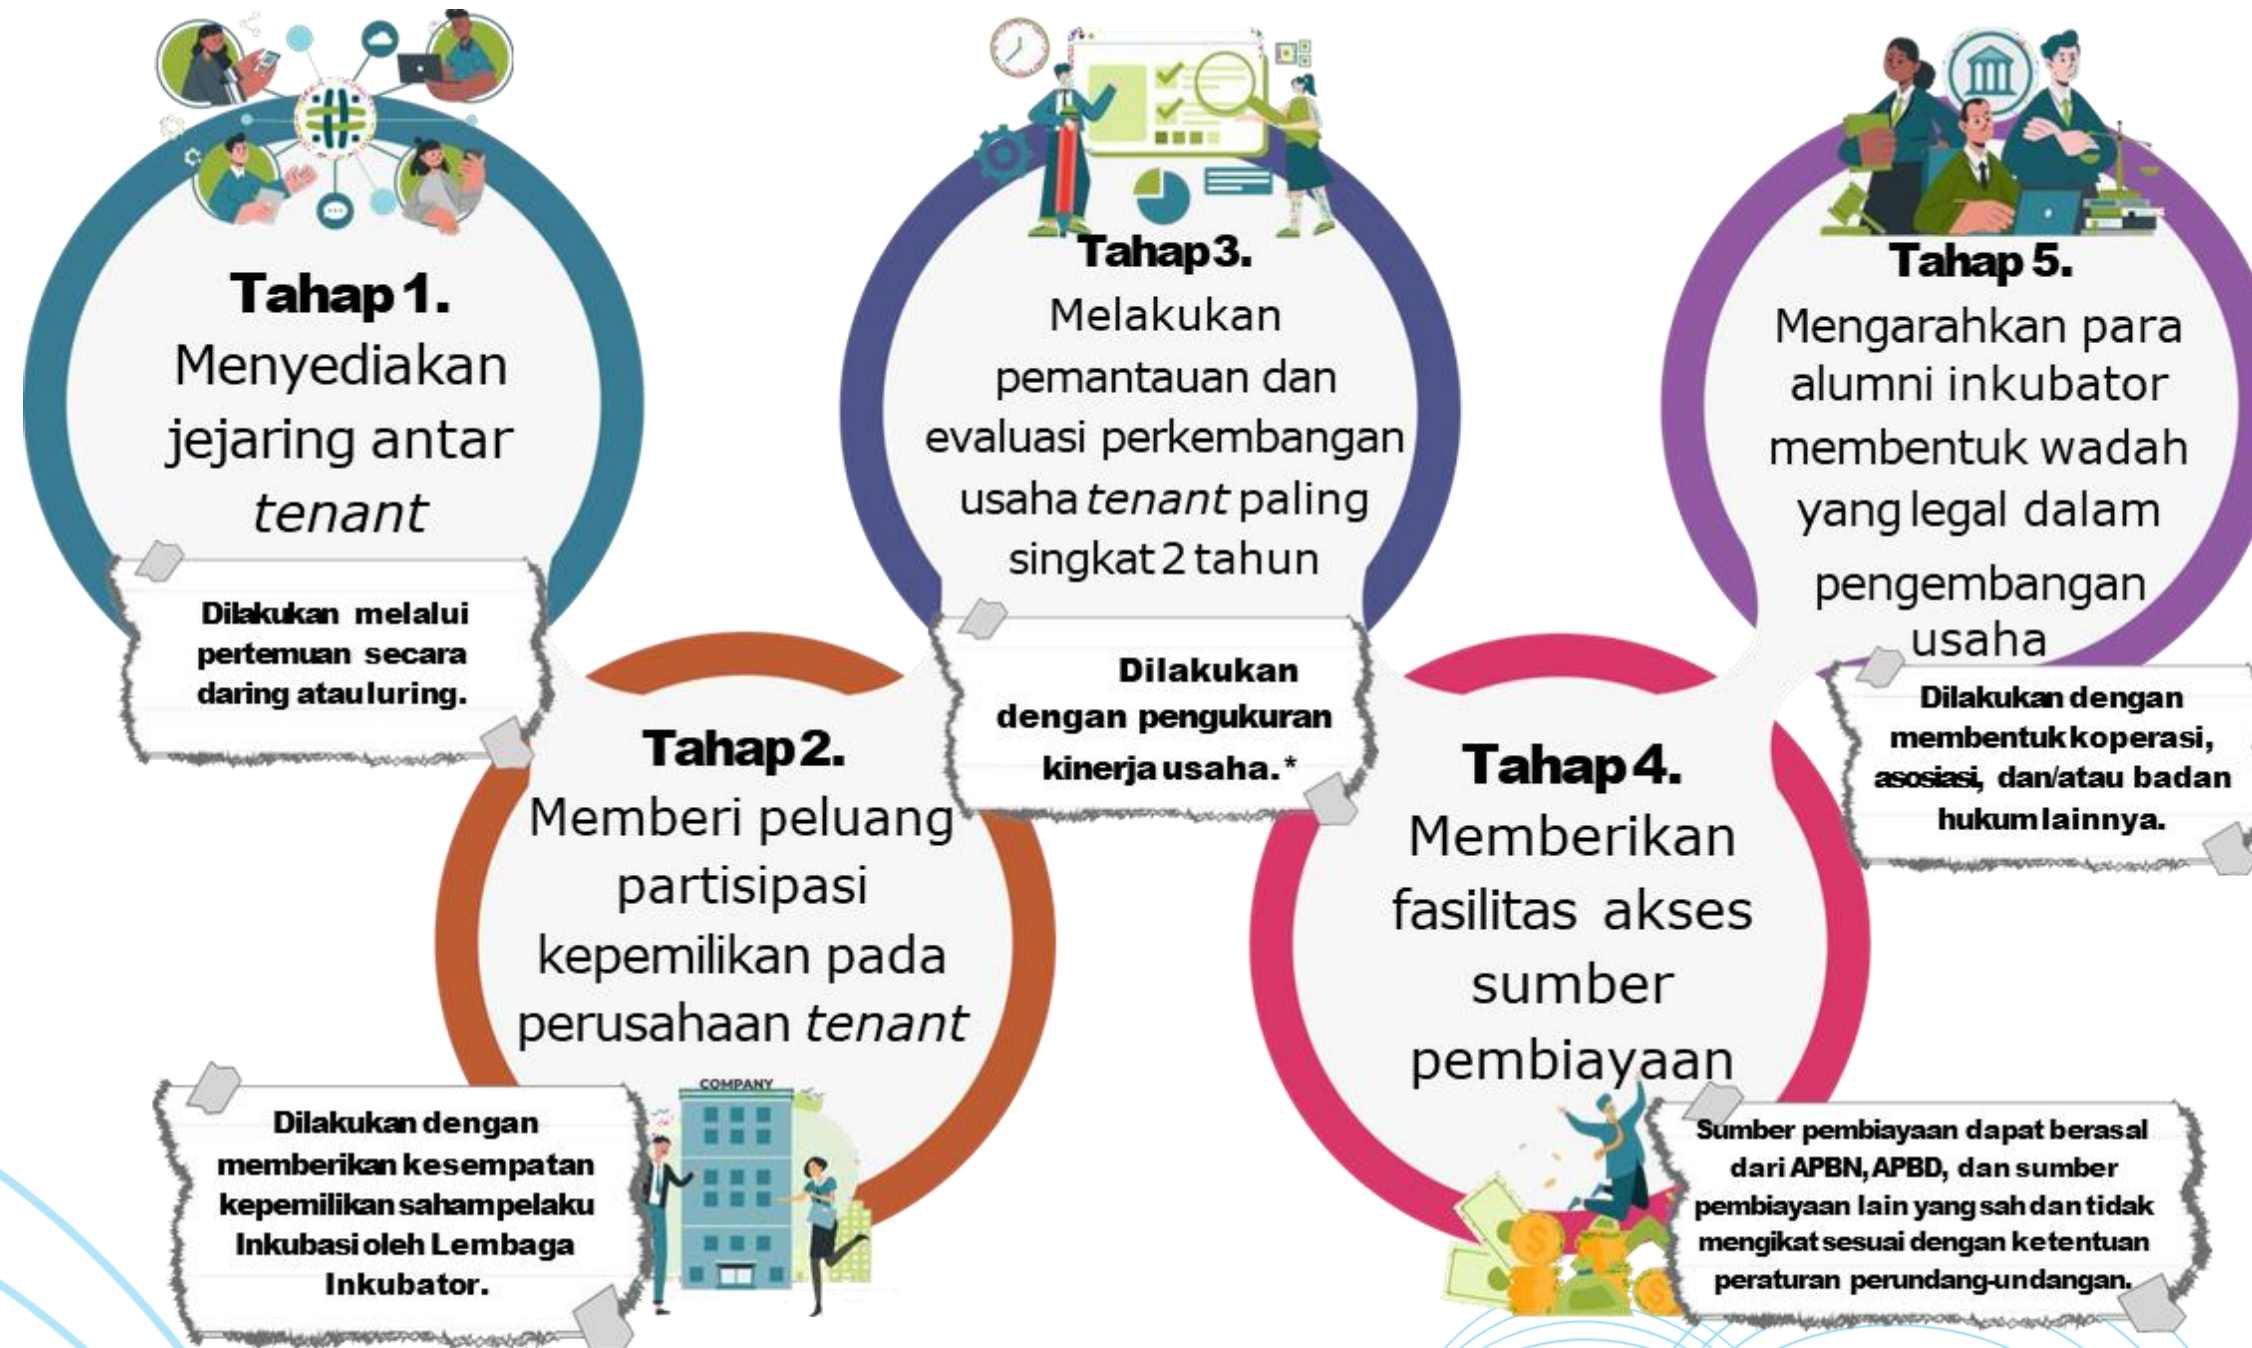 Tahap 1.
Menyediakan
jejaring antar
tenant
Dilakukan melalui
pertemuan secara
daring atau luring.
Tahap 2.
Memberi peluang
partisipasi
kepemilikan pada
perusahaan tenant
COMPANY
Dilakukan dengan
memberikan kesempatan
kepemilikan saham pelaku
Inkubasi oleh Lembaga
Inkubator.
Tahap 3.
Melakukan
pemantauan dan
evaluasi perkembangan
usaha tenant paling
singkat 2 tahun
Dilakukan
dengan pengukuran
kinerja usaha.*
Tahap 4.
Memberikan
fasilitas akses
sumber
pembiayaan
Sumber pembiayaan dapat berasal
dari APBN, APBD, dan sumber
pembiayaan lain yang sah dan tidak
mengikat sesuai dengan ketentuan
peraturan perundang-undangan.
Tahap 5.
Mengarahkan para
alumni inkubator
membentuk wadah
yang legal dalam
pengembangan
usaha
Dilakukan dengan
membentuk koperasi,
asosiasi, dan/atau badan
hukum lainnya.